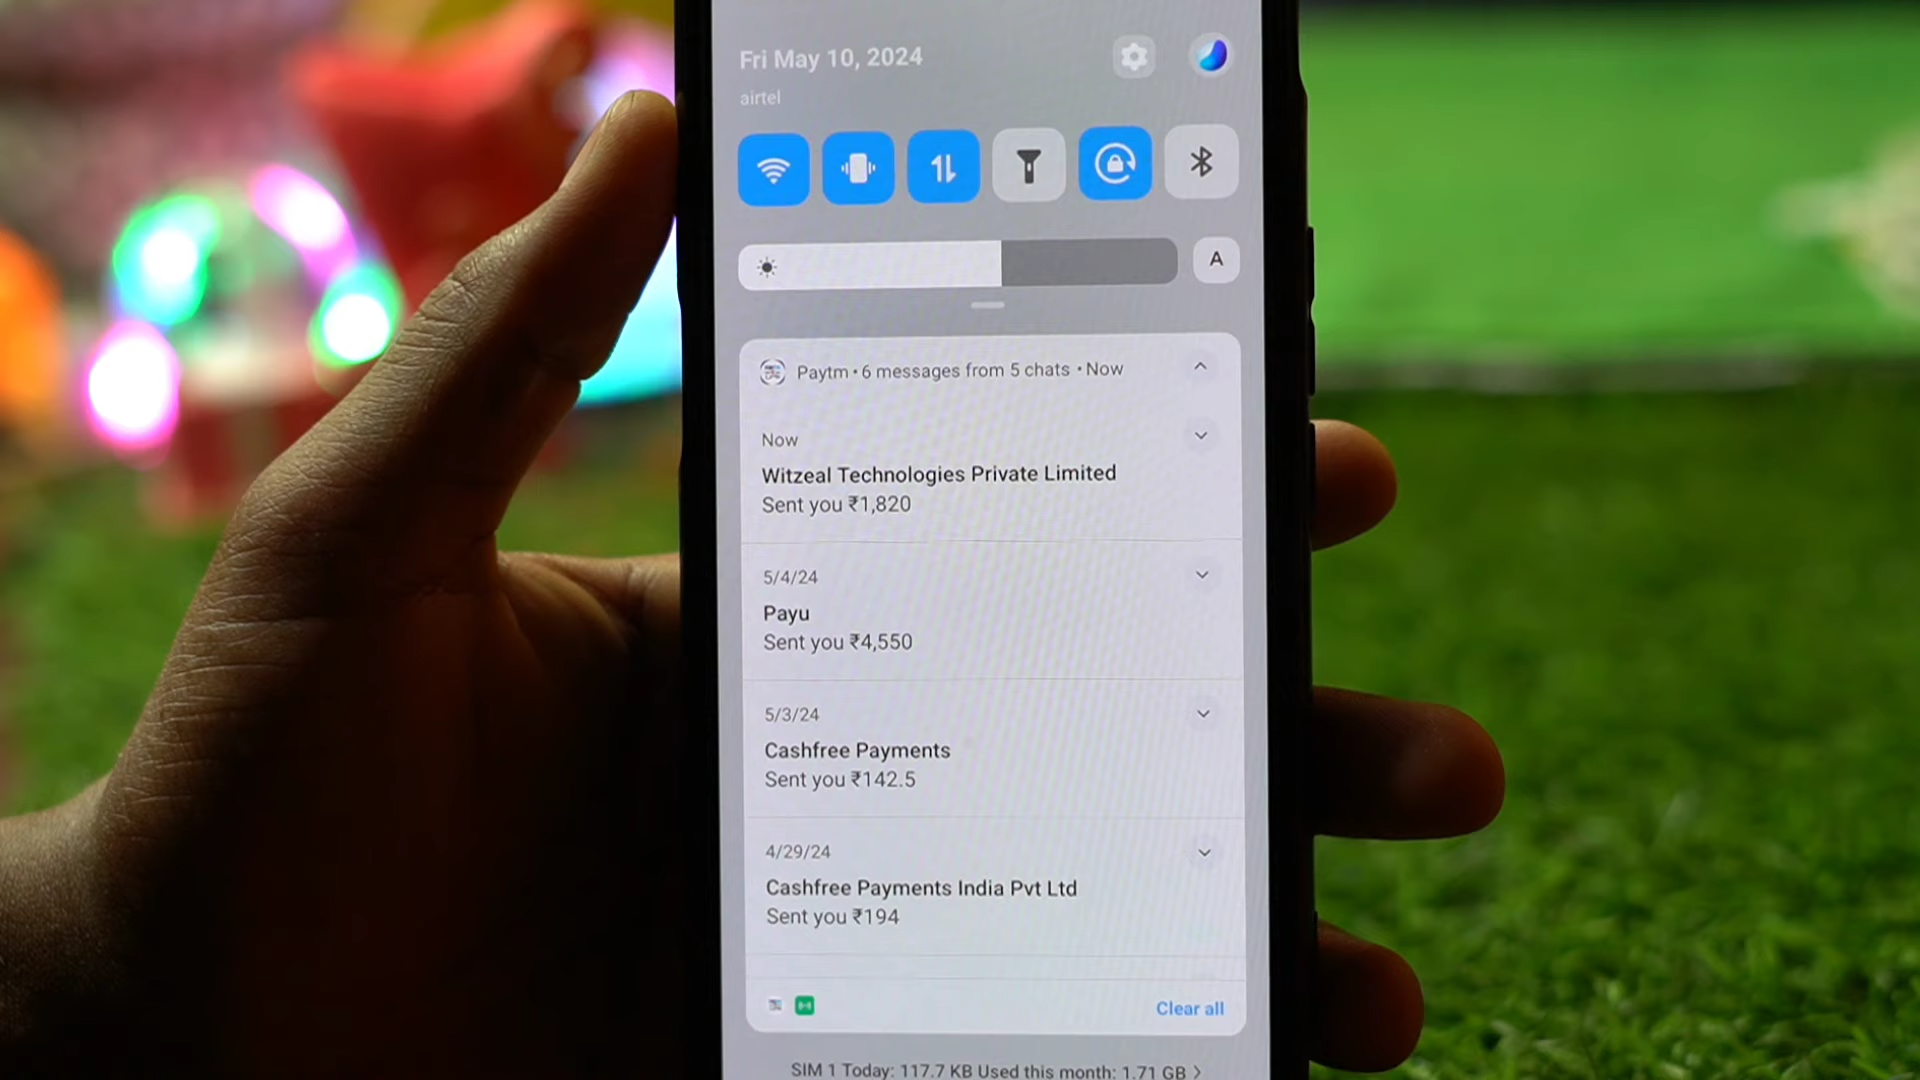 Fri May 10, 2024
airtel
A
Paytm • 6 messages from 5 chats • Now
Now
Witzeal Technologies Private Limited
Sent you ₹1,820
5/4/24
Payu
Sent you ₹4,550
5/3/24
Cashfree Payments
Sent you ₹142.5
4/29/24
Cashfree Payments India Pvt Ltd
Sent you ₹194
Clear all
SIM 1 Today: 117.7 KB Used this month: 1.71 GB >